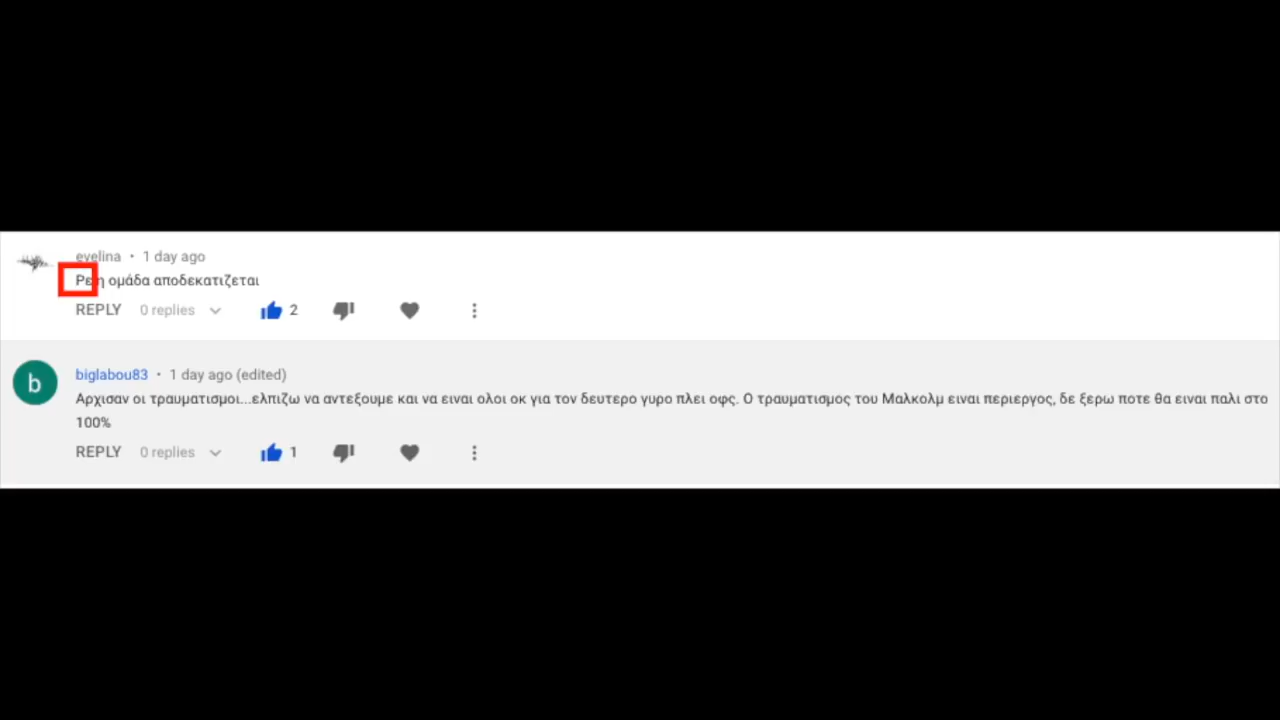 evelina • 1 day ago
Ρε η ομάδα αποδεκατιζεται
REPLY 0 replies 2
b
biglabou83 • 1 day ago (edited)
Αρχισαν οι τραυματισμοι...ελπιζω να αντεξουμε και να ειναι ολοι οκ για τον δευτερο γυρο πλει οφς. Ο τραυματισμος του Μαλκολμ ειναι περιεργος, δε ξερω ποτε θα ειναι παλι στο
100%
REPLY 0 replies 1